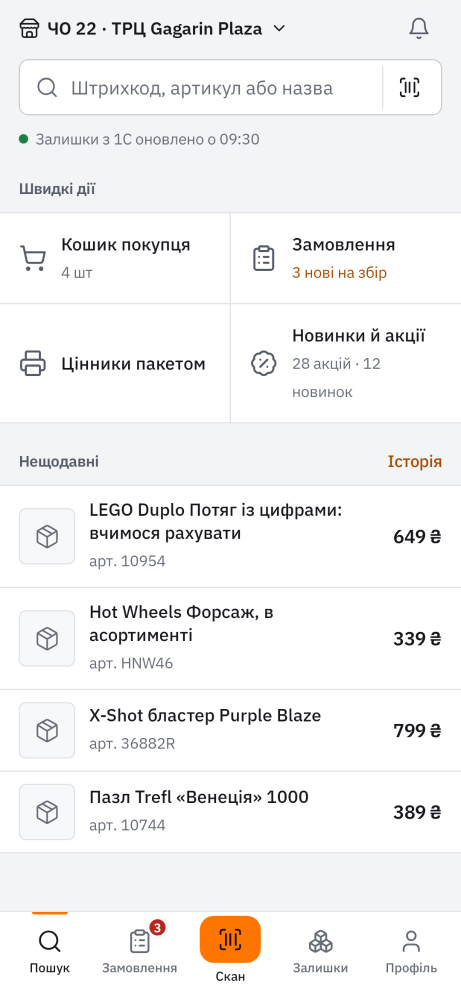 ЧО 22 · ТРЦ Gagarin Plaza
Штрихкод, артикул або назва
Залишки з 1С оновлено о 09:30
Швидкі дії
Кошик покупця
4 шт
Замовлення
3 нові на збір
Цінники пакетом
Новинки й акції
28 акцій · 12
новинок
Нещодавні
Історія
LEGO Duplo Потяг із цифрами:
вчимося рахувати
арт. 10954
649 ₴
Hot Wheels Форсаж, в
асортименті
арт. HNW46
339 ₴
X-Shot бластер Purple Blaze
арт. 36882R
799 ₴
Пазл Trefl «Венеція» 1000
арт. 10744
389 ₴
Пошук
3
Замовлення
Скан
Залишки
Профіль